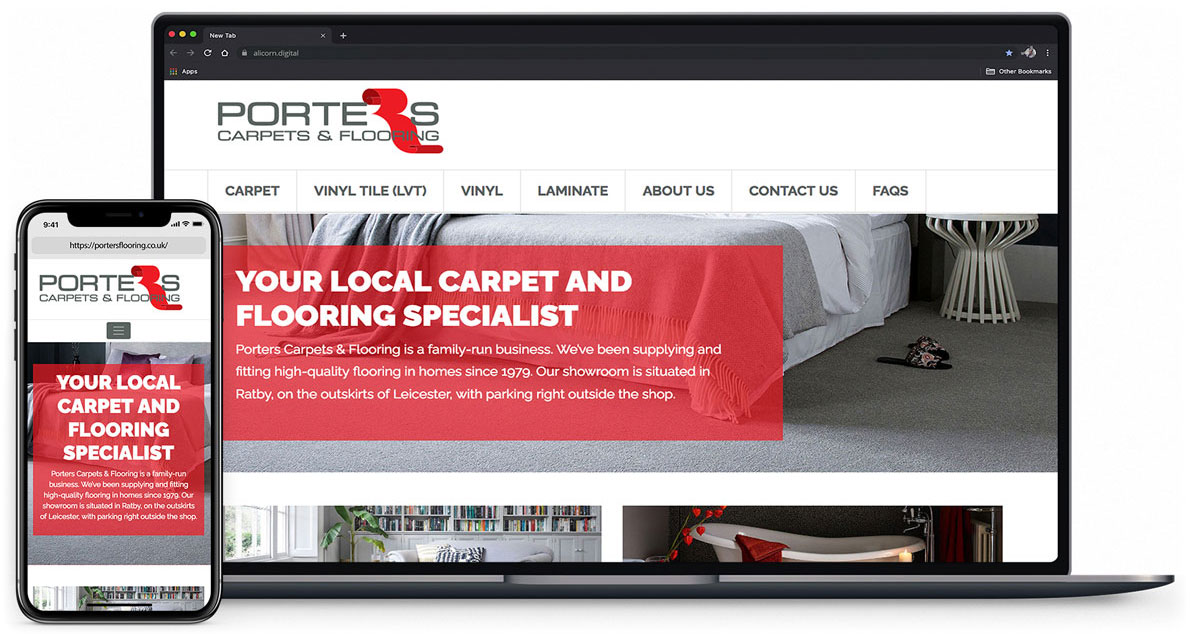 New Tab
alicorn.digital
Apps
Other Bookmarks
PORTERS
CARPETS & FLOORING
CARPET
VINYL TILE (LVT)
VINYL
LAMINATE
ABOUT US
CONTACT US
FAQS
YOUR LOCAL CARPET AND
FLOORING SPECIALIST
Porters Carpets & Flooring is a family-run business. We've been supplying and
fitting high-quality flooring in homes since 1979. Our showroom is situated in
Ratby, on the outskirts of Leicester, with parking right outside the shop.
9:41
https://portersflooring.co.uk/
PORTERS
CARPETS & FLOORING
YOUR LOCAL
CARPET AND
FLOORING
SPECIALIST
Porters Carpets & Flooring is a family-run
business. We've been supplying and fitting
high-quality flooring in homes since 1979. Our
showroom is situated in Ratby, on the outskirts
of Leicester, with parking right outside the shop.